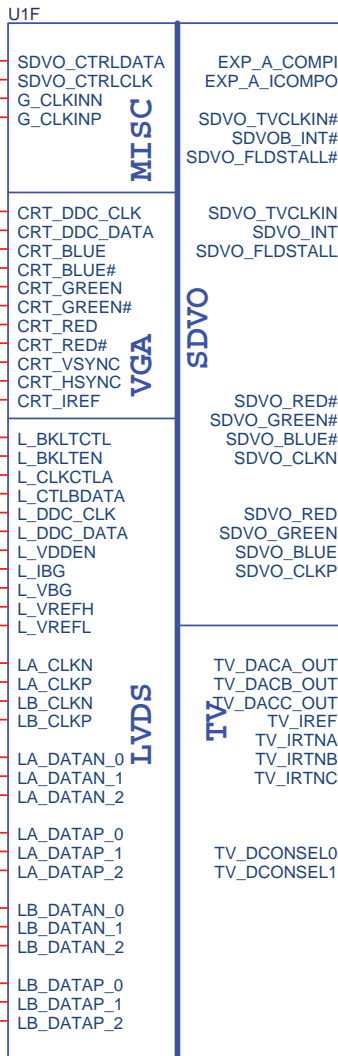 U1F
SDVO_CTRLDATA
SDVO_CTRLCLK
G_CLKINN
G_CLKINP
MISC
CRT_DDC_CLK
CRT_DDC_DATA
CRT_BLUE
CRT_BLUE#
CRT_GREEN
CRT_GREEN#
CRT_RED
CRT_RED#
CRT_VSYNC
CRT_HSYNC
CRT_IREF
VGA
L_BKLTCTL
L_BKLTEN
L_CLKCTLA
L_CTLBDATA
L_DDC_CLK
L_DDC_DATA
L_VDDEN
L_IBG
L_VBG
L_VREFH
L_VREFL
LA_CLKN
LA_CLKP
LB_CLKN
LB_CLKP
LVDS
LA_DATAN_0
LA_DATAN_1
LA_DATAN_2
LA_DATAP_0
LA_DATAP_1
LA_DATAP_2
LB_DATAN_0
LB_DATAN_1
LB_DATAN_2
LB_DATAP_0
LB_DATAP_1
LB_DATAP_2
EXP_A_COMPI
EXP_A_ICOMPO
SDVO_TVCLKIN#
SDVOB_INT#
SDVO_FLDSTALL#
SDVO_TVCLKIN
SDVO_INT
SDVO_FLDSTALL
SDVO
SDVO_RED#
SDVO_GREEN#
SDVO_BLUE#
SDVO_CLKN
SDVO_RED
SDVO_GREEN
SDVO_BLUE
SDVO_CLKP
TV_DACA_OUT
TV_DACB_OUT
TV_DACC_OUT
TV
TV_IREF
TV_IRTNA
TV_IRTNB
TV_IRTNC
TV_DCONSEL0
TV_DCONSEL1